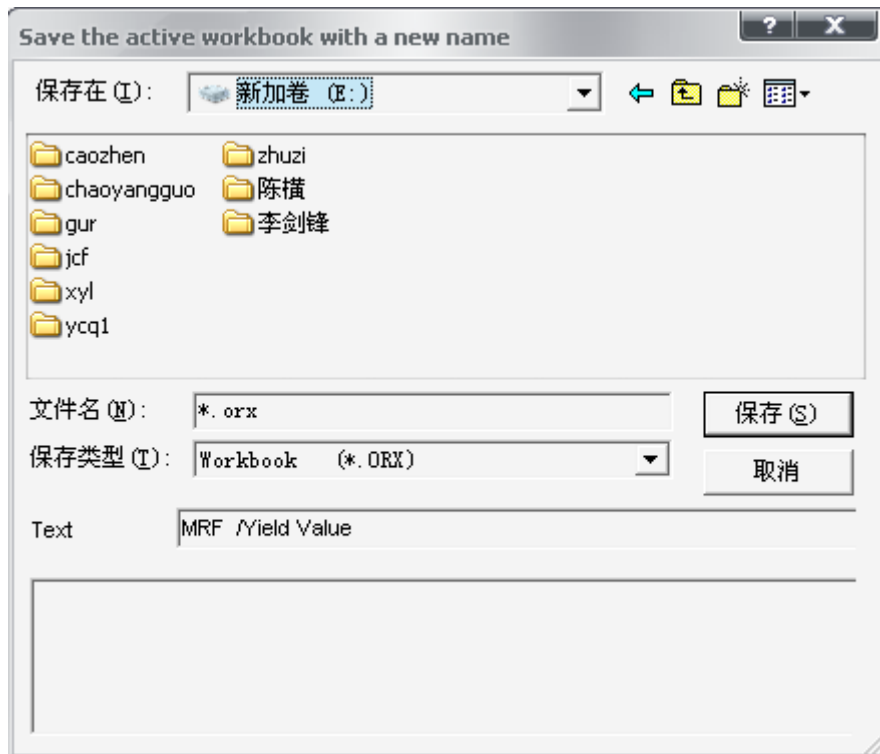 Save the active workbook with a new name
? X
保存在(I): 新加卷 (E:)
caozhen zhuzi
chaoyangguo 陈横
gur 李剑锋
jcf
xyl
ycq1
文件名(N): *.orx 保存(S)
保存类型(T): Workbook (*.ORX) 取消
Text MRF /Yield Value